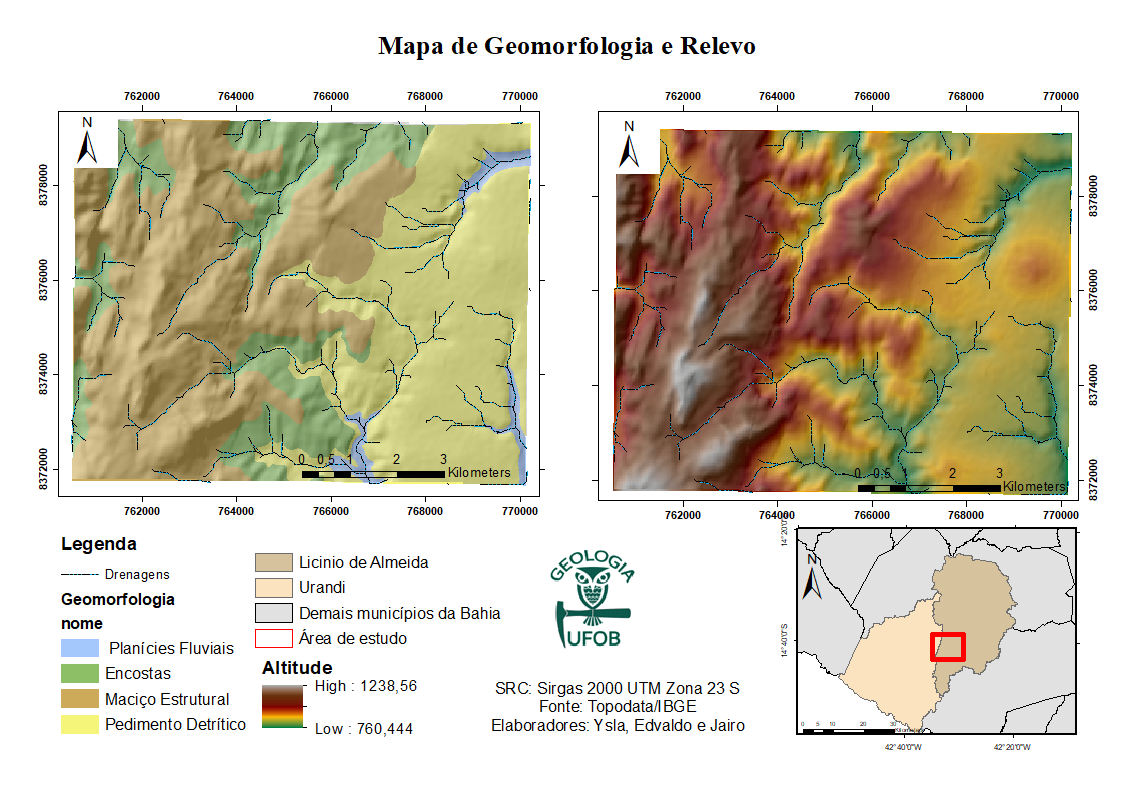 Mapa de Geomorfologia e Relevo
762000 764000 766000 768000 770000
N
8378000
8376000
8374000
8372000
0 0,5 1 2 3
Kilometers
762000 764000 766000 768000 770000
762000 764000 766000 768000 770000
N
8378000
8376000
8374000
8372000
0 0,5 1 2 3
Kilometers
762000 764000 766000 768000 770000
Legenda
Drenagens
Geomorfologia
nome
Planícies Fluviais
Encostas
Maciço Estrutural
Pedimento Detrítico
Licinio de Almeida
Urandi
Demais municípios da Bahia
Área de estudo
Altitude
High : 1238,56
Low : 760,444
GEOLOGIA
UFOB
SRC: Sirgas 2000 UTM Zona 23 S
Fonte: Topodata/IBGE
Elaboradores: Ysla, Edvaldo e Jairo
14°20'0"S
N
14°40'0"S
0 5 10 20 30
Kilometers
42°40'0"W 42°20'0"W